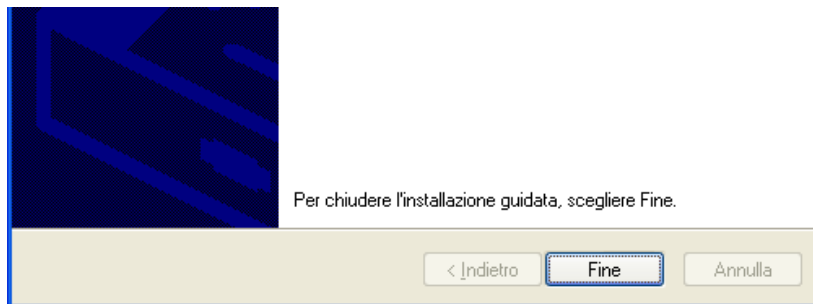 Per chiudere l'installazione guidata, scegliere Fine.
< Indietro Fine Annulla